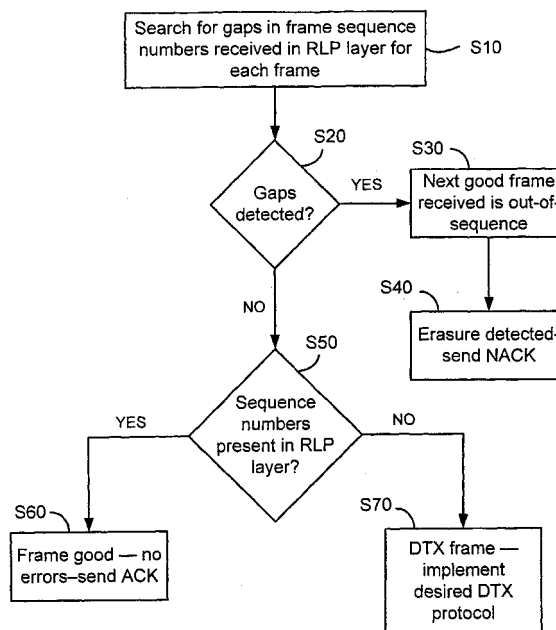 Search for gaps in frame sequence
numbers received in RLP layer for
each frame
S10
S20
Gaps
detected?
YES
S30
Next good frame
received is out-of-
sequence
NO
S40
Erasure detected-
send NACK
S50
Sequence
numbers
present in RLP
layer?
YES
NO
S60
Frame good — no
errors–send ACK
S70
DTX frame —
implement
desired DTX
protocol